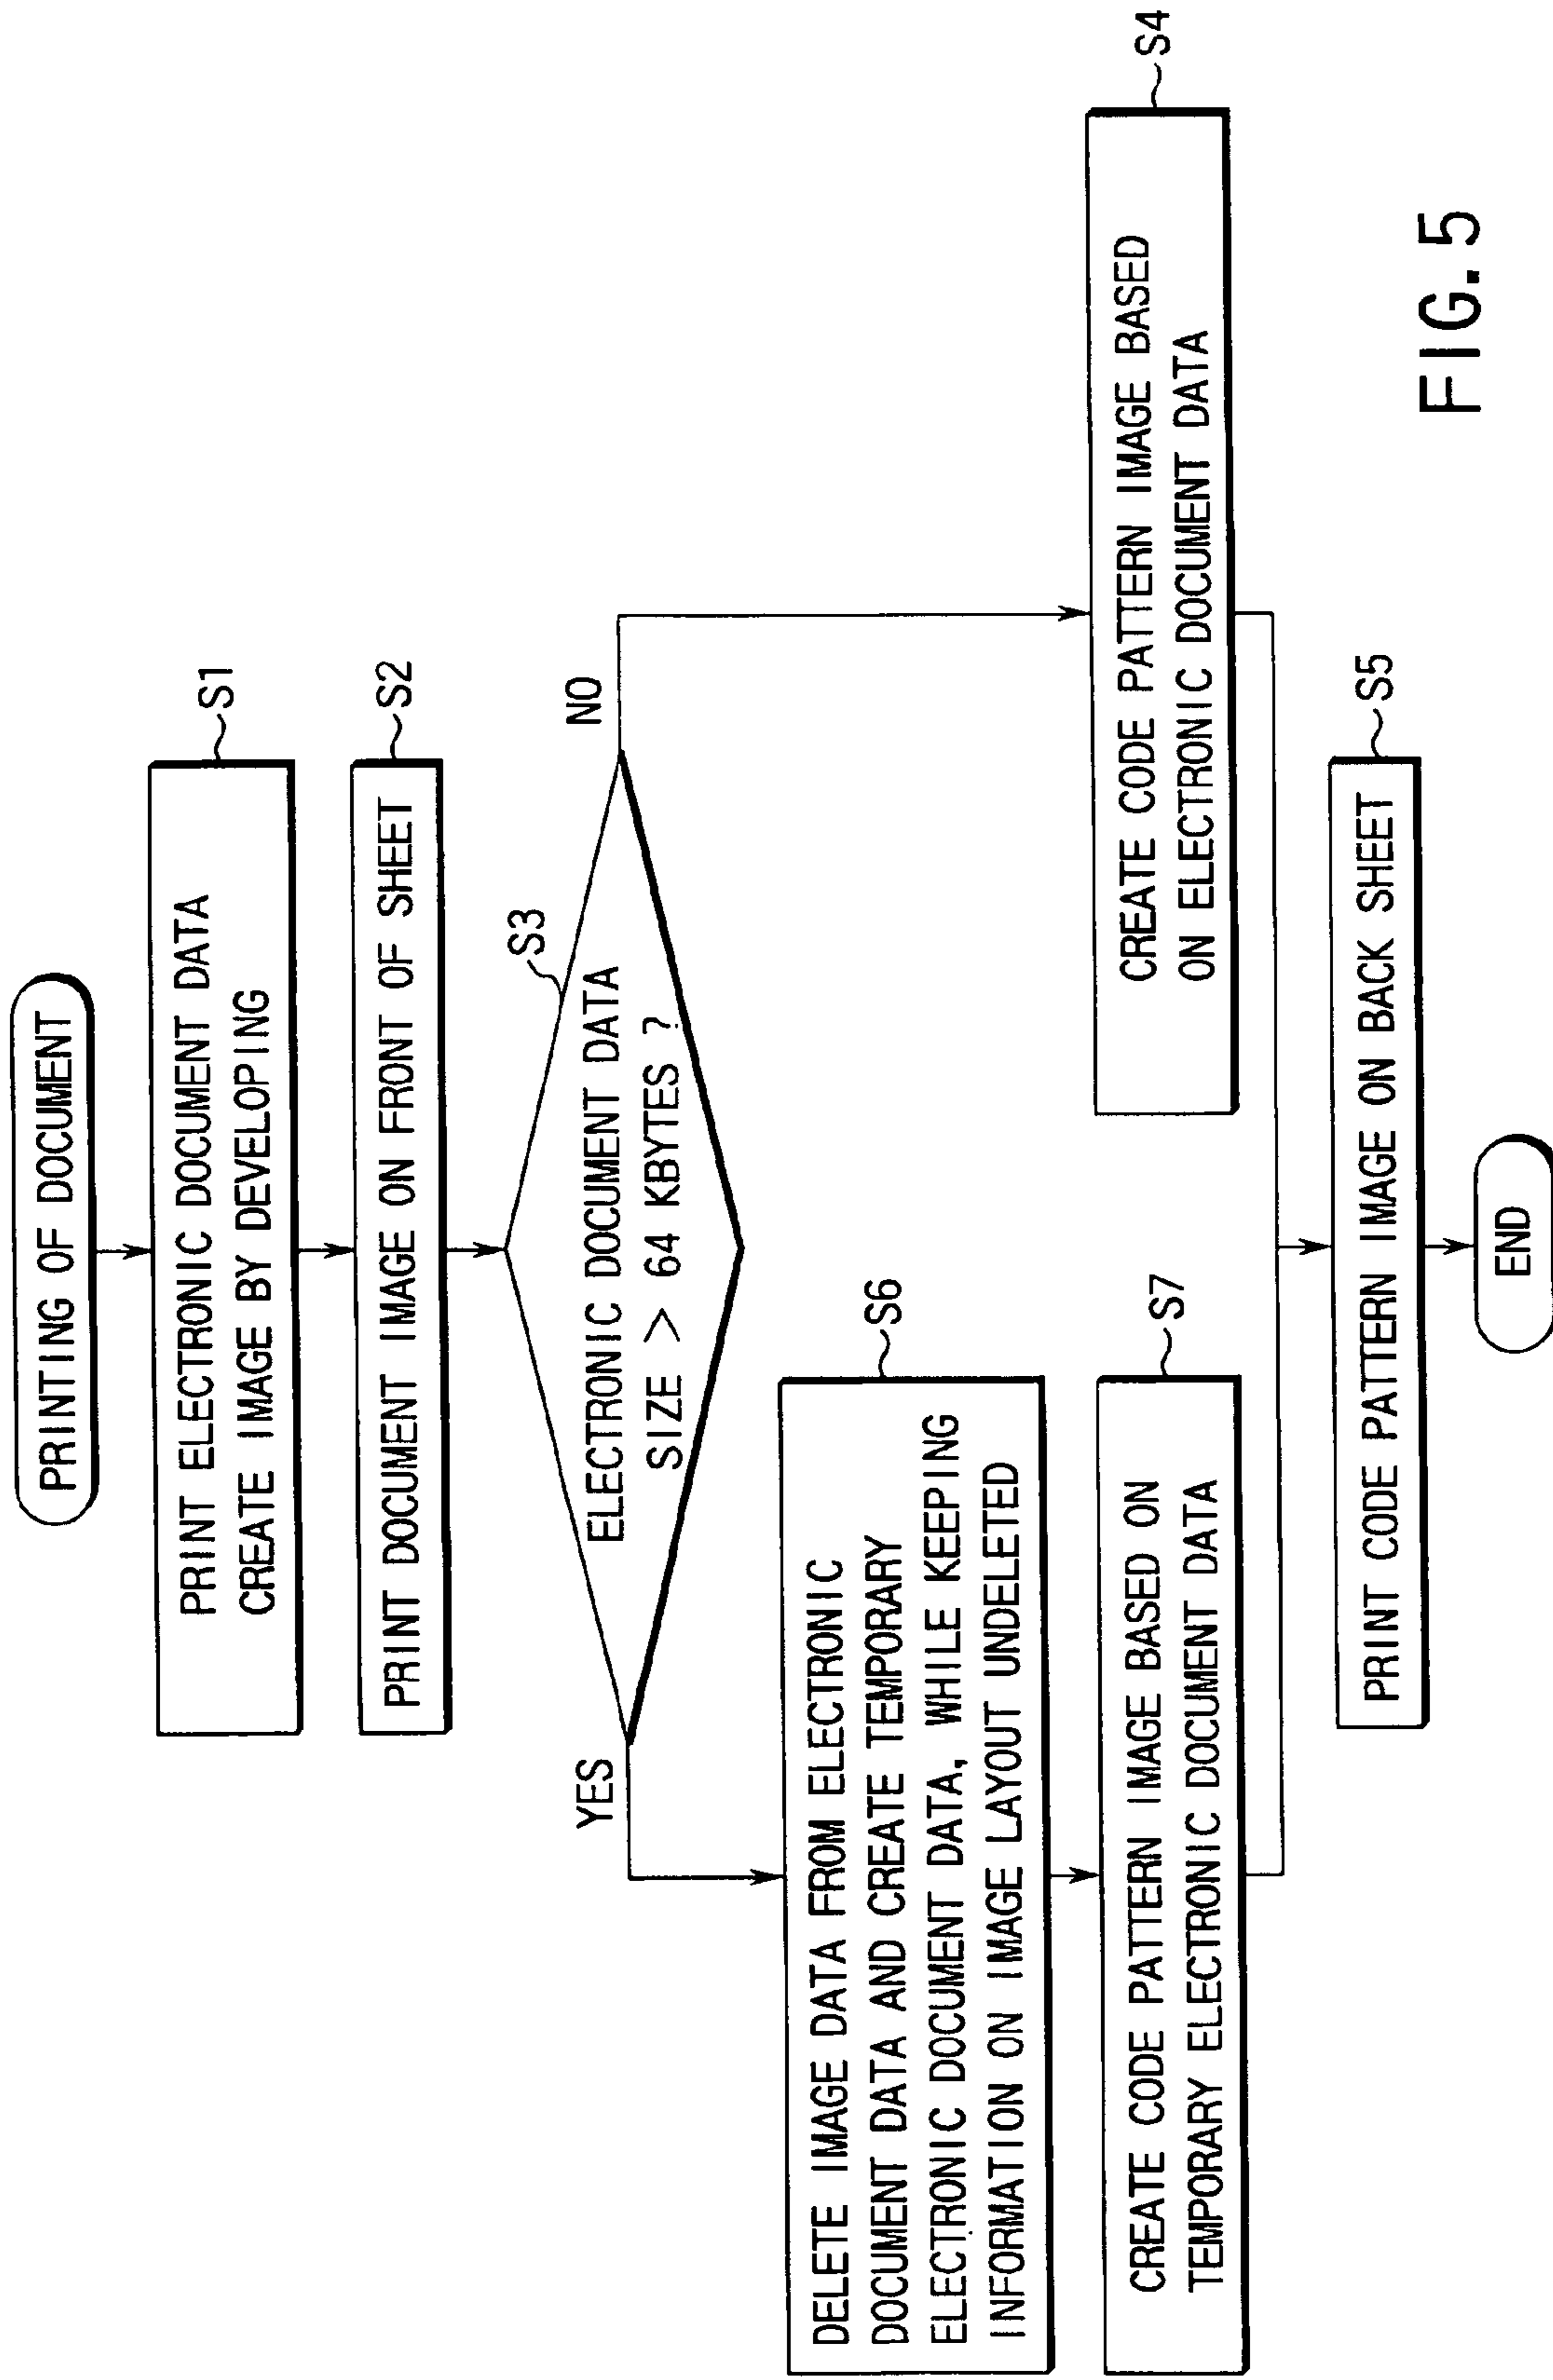 PRINTING OF DOCUMENT
PRINT ELECTRONIC DOCUMENT DATA
CREATE IMAGE BY DEVELOPING
S1
PRINT DOCUMENT IMAGE ON FRONT OF SHEET
S2
S3
ELECTRONIC DOCUMENT DATA
SIZE > 64 KBYTES ?
YES
NO
DELETE IMAGE DATA FROM ELECTRONIC
DOCUMENT DATA AND CREATE TEMPORARY
ELECTRONIC DOCUMENT DATA, WHILE KEEPING
INFORMATION ON IMAGE LAYOUT UNDELETED
S6
CREATE CODE PATTERN IMAGE BASED ON
TEMPORARY ELECTRONIC DOCUMENT DATA
S7
CREATE CODE PATTERN IMAGE BASED
ON ELECTRONIC DOCUMENT DATA
S4
PRINT CODE PATTERN IMAGE ON BACK SHEET
S5
END
FIG. 5